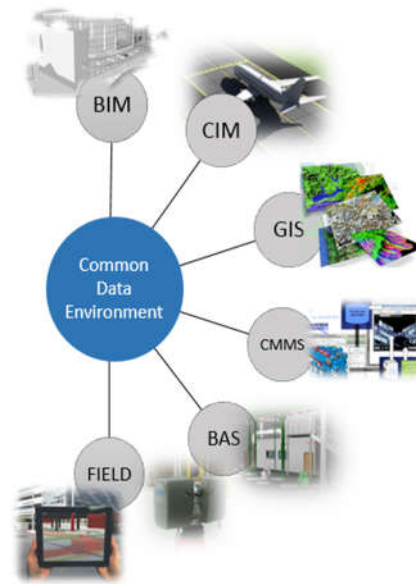 BIM
CIM
GIS
Common
Data
Environment
CMMS
BAS
FIELD